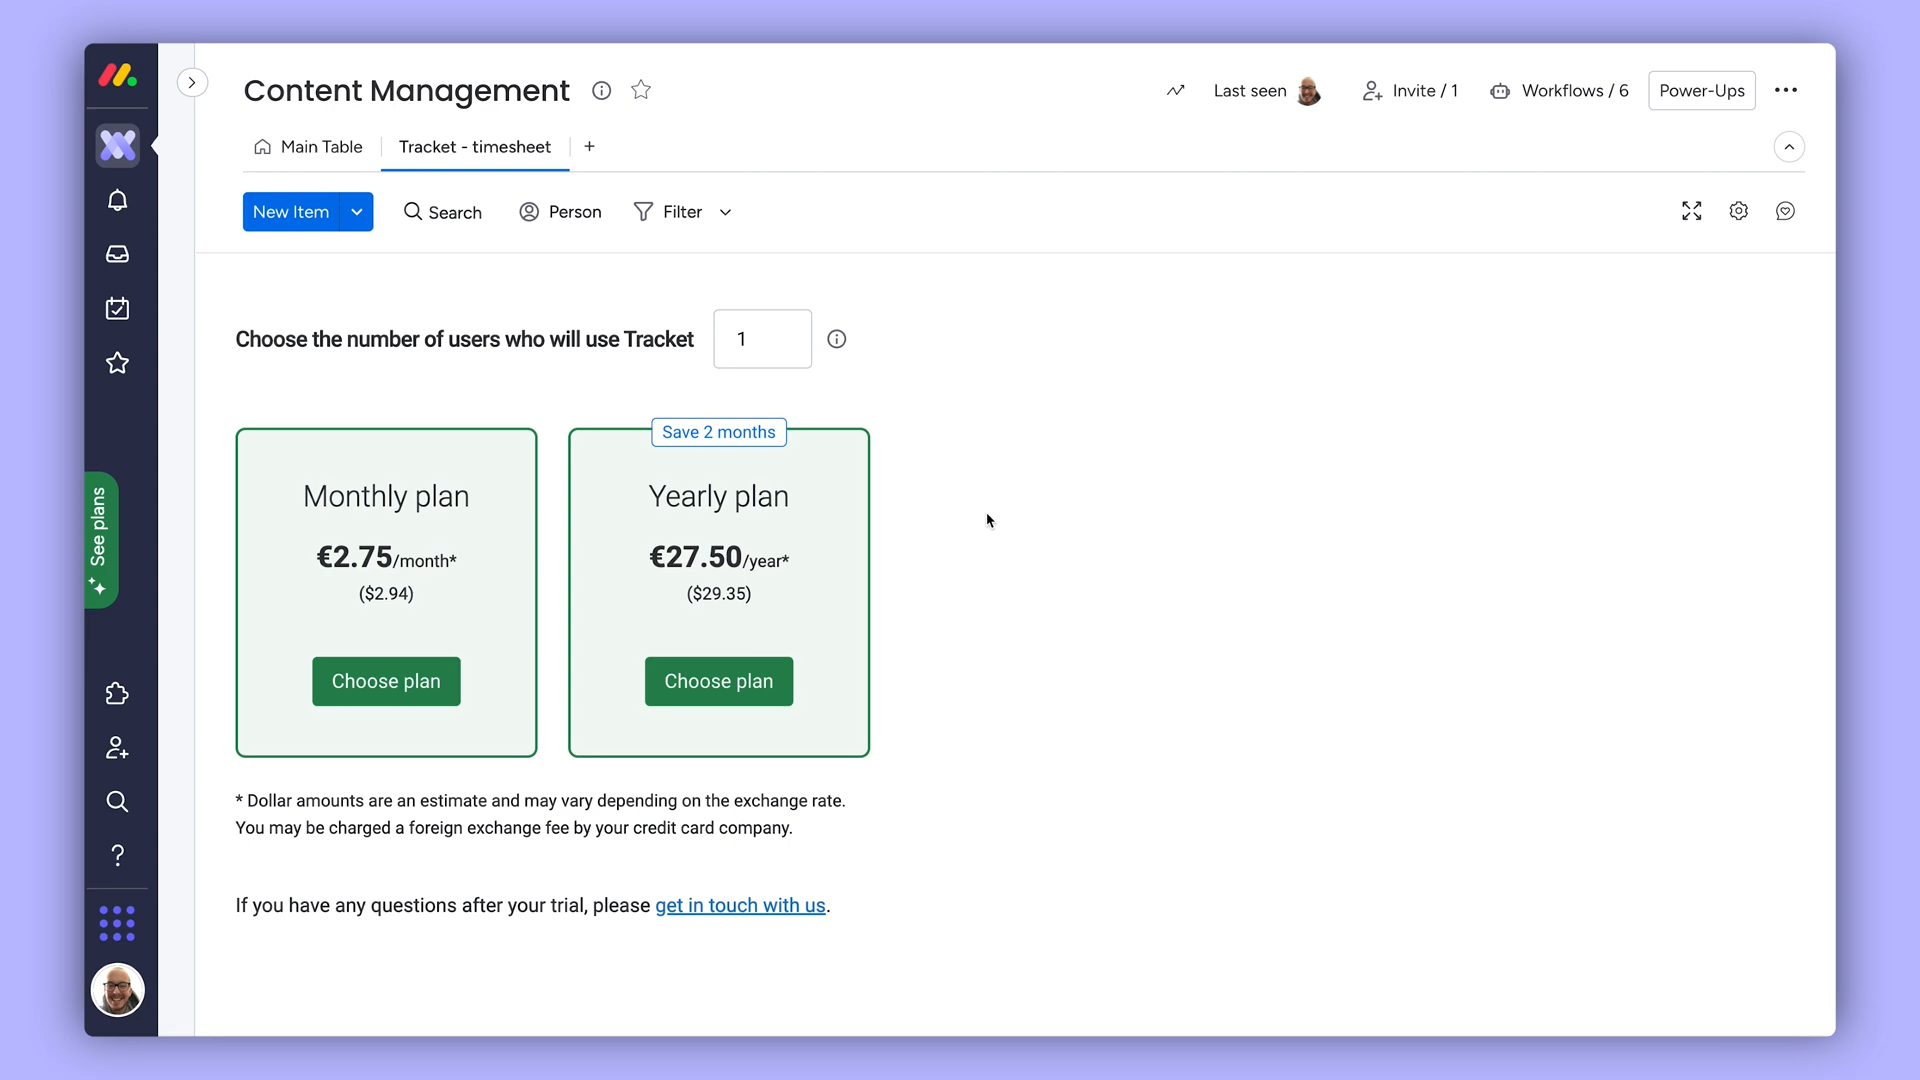 Content Management
Last seen
Invite / 1
Workflows / 6
Power-Ups
Main Table
Tracket - timesheet
+
New Item
Search
Person
Filter
Choose the number of users who will use Tracket
1
Save 2 months
Monthly plan
€2.75/month*
($2.94)
Choose plan
Yearly plan
€27.50/year*
($29.35)
Choose plan
See plans
* Dollar amounts are an estimate and may vary depending on the exchange rate.
You may be charged a foreign exchange fee by your credit card company.
If you have any questions after your trial, please get in touch with us.